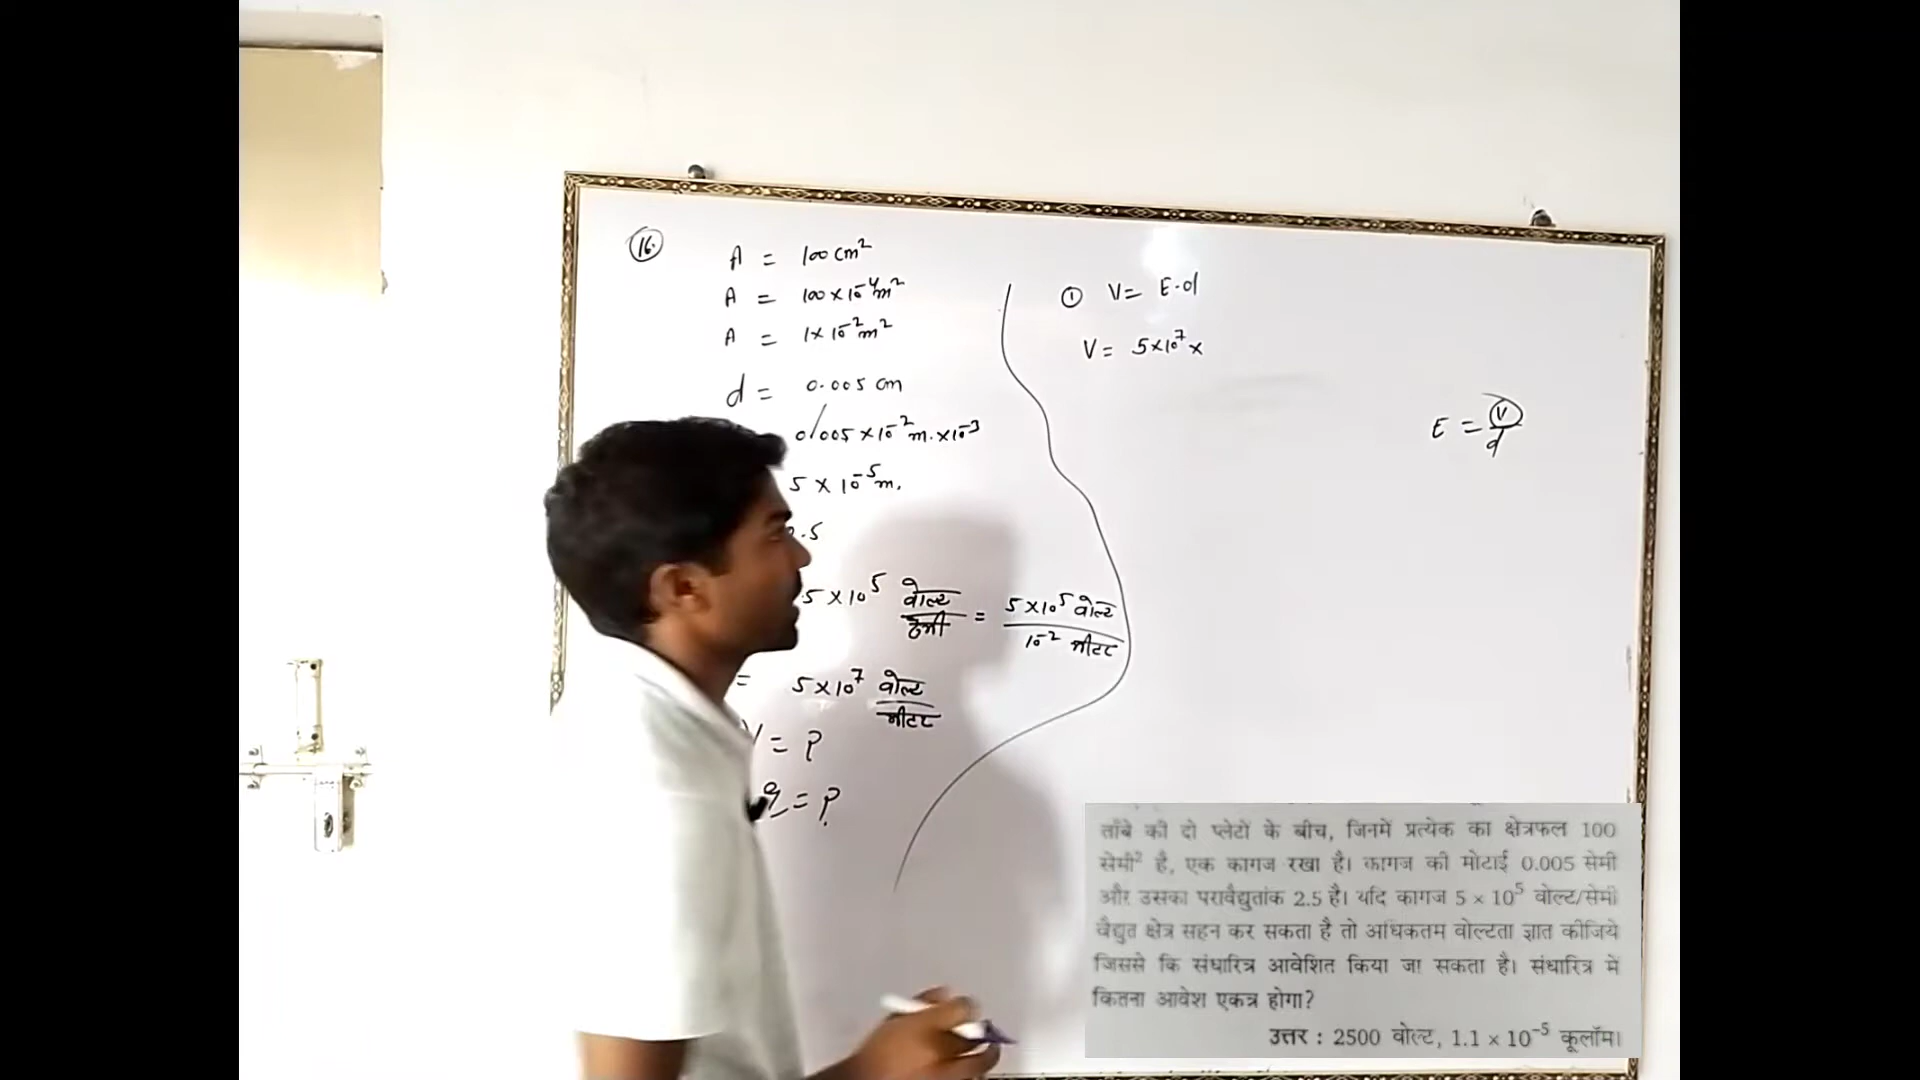 16.
A = 100 cm²
A = 100 × 10⁻⁴ m²
A = 1 × 10⁻² m²
d = 0.005 cm
0.005 × 10⁻² m. × 10⁻³
5 × 10⁻⁵ m.
.5
5 × 10⁵ वोल्ट/सेमी = 5 × 10⁵ वोल्ट / 10⁻² मीटर
= 5 × 10⁷ वोल्ट/मीटर
V = ?
q = ?
① V = E·d
V = 5 × 10⁷ ×
E = V/d
ताँबे की दो प्लेटों के बीच, जिनमें प्रत्येक का क्षेत्रफल 100
सेमी² है, एक कागज रखा है। कागज की मोटाई 0.005 सेमी
और उसका परावैद्युतांक 2.5 है। यदि कागज 5 × 10⁵ वोल्ट/सेमी
वैद्युत क्षेत्र सहन कर सकता है तो अधिकतम वोल्टता ज्ञात कीजिये
जिससे कि संधारित्र आवेशित किया जा सकता है। संधारित्र में
कितना आवेश एकत्र होगा?
उत्तर : 2500 वोल्ट, 1.1 × 10⁻⁵ कूलॉम।